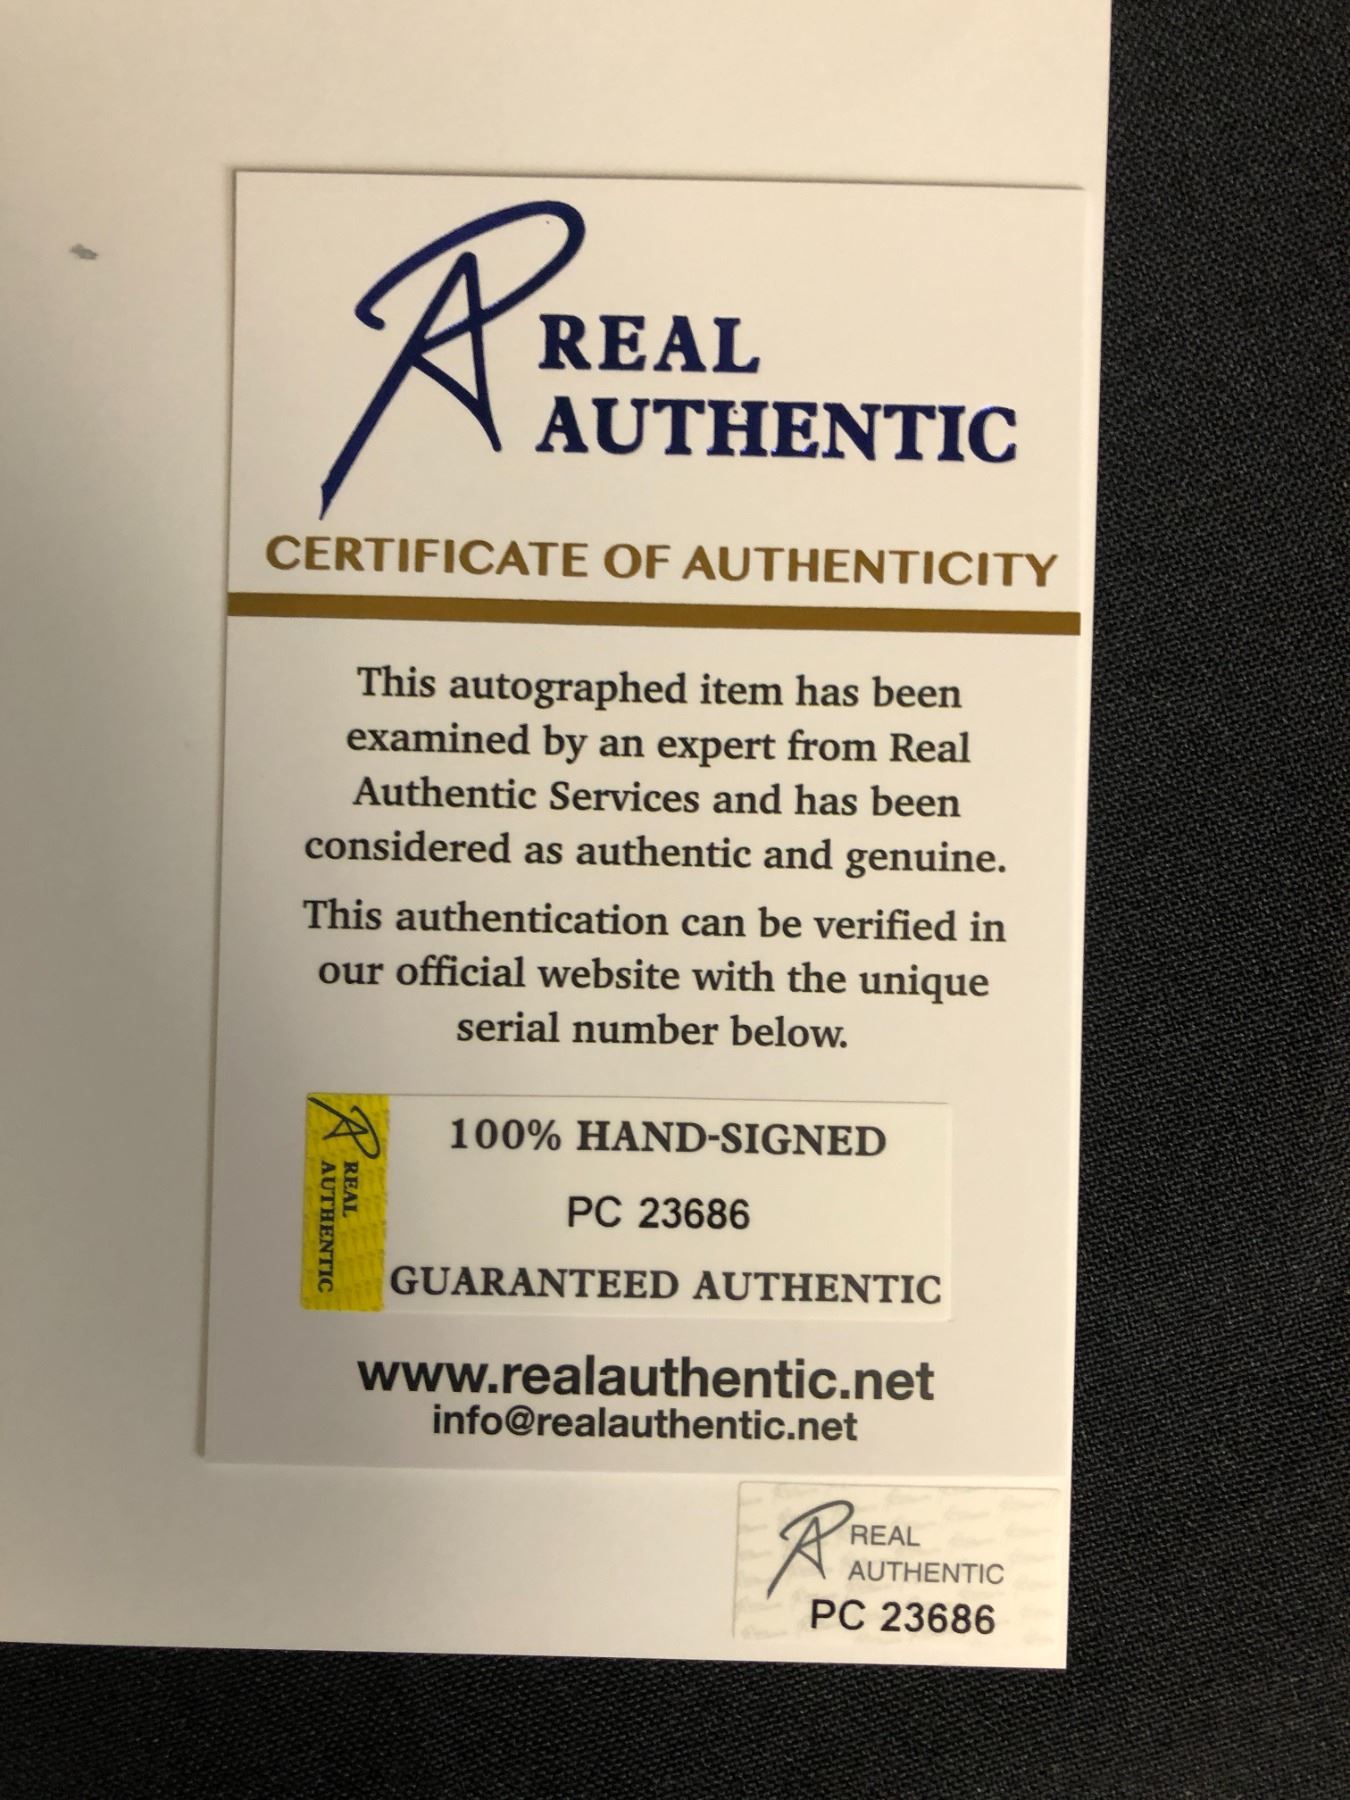 REAL
AUTHENTIC
CERTIFICATE OF AUTHENTICITY
This autographed item has been
examined by an expert from Real
Authentic Services and has been
considered as authentic and genuine.
This authentication can be verified in
our official website with the unique
serial number below.
REAL
AUTHENTIC
100% HAND-SIGNED
PC 23686
GUARANTEED AUTHENTIC
www.realauthentic.net
info@realauthentic.net
REAL
AUTHENTIC
PC 23686